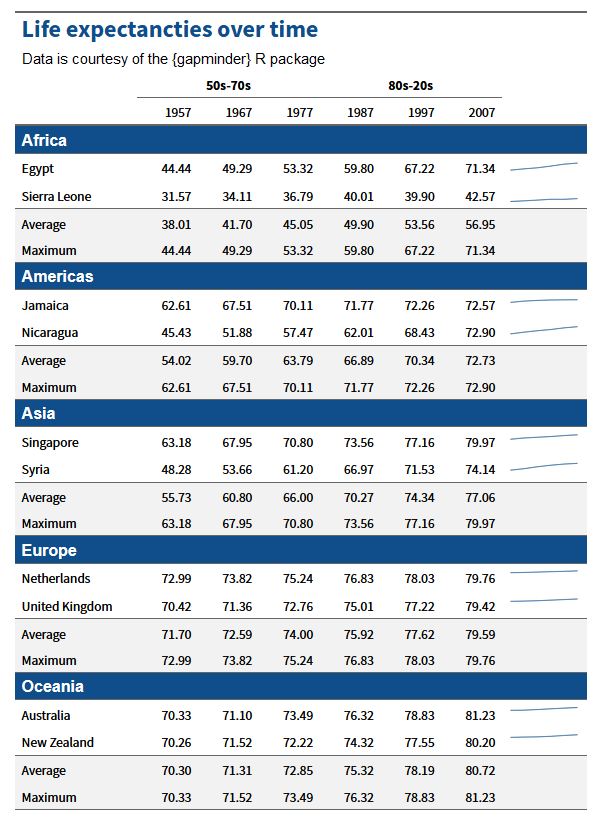 Life expectancies over time
Data is courtesy of the {gapminder} R package
50s-70s 80s-20s
1957 1967 1977 1987 1997 2007
Africa
Egypt 44.44 49.29 53.32 59.80 67.22 71.34
Sierra Leone 31.57 34.11 36.79 40.01 39.90 42.57
Average 38.01 41.70 45.05 49.90 53.56 56.95
Maximum 44.44 49.29 53.32 59.80 67.22 71.34
Americas
Jamaica 62.61 67.51 70.11 71.77 72.26 72.57
Nicaragua 45.43 51.88 57.47 62.01 68.43 72.90
Average 54.02 59.70 63.79 66.89 70.34 72.73
Maximum 62.61 67.51 70.11 71.77 72.26 72.90
Asia
Singapore 63.18 67.95 70.80 73.56 77.16 79.97
Syria 48.28 53.66 61.20 66.97 71.53 74.14
Average 55.73 60.80 66.00 70.27 74.34 77.06
Maximum 63.18 67.95 70.80 73.56 77.16 79.97
Europe
Netherlands 72.99 73.82 75.24 76.83 78.03 79.76
United Kingdom 70.42 71.36 72.76 75.01 77.22 79.42
Average 71.70 72.59 74.00 75.92 77.62 79.59
Maximum 72.99 73.82 75.24 76.83 78.03 79.76
Oceania
Australia 70.33 71.10 73.49 76.32 78.83 81.23
New Zealand 70.26 71.52 72.22 74.32 77.55 80.20
Average 70.30 71.31 72.85 75.32 78.19 80.72
Maximum 70.33 71.52 73.49 76.32 78.83 81.23